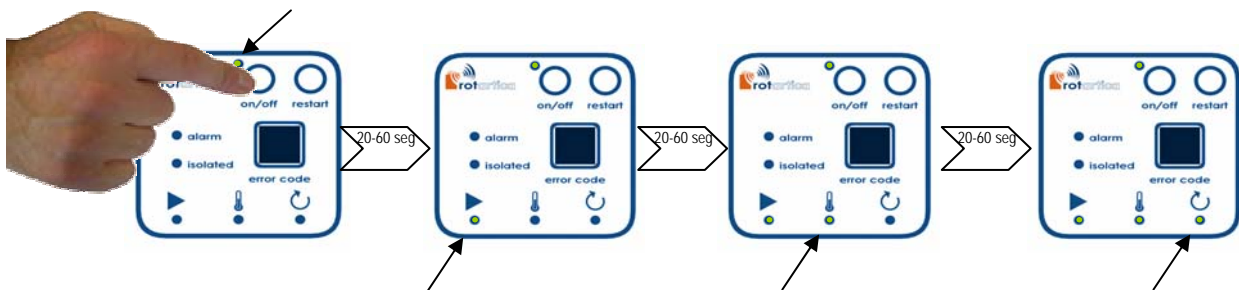 rotartica
on/off restart
alarm
isolated
error code
20-60 seg
rotartica
on/off restart
alarm
isolated
error code
20-60 seg
rotartica
on/off restart
alarm
isolated
error code
20-60 seg
rotartica
on/off restart
alarm
isolated
error code